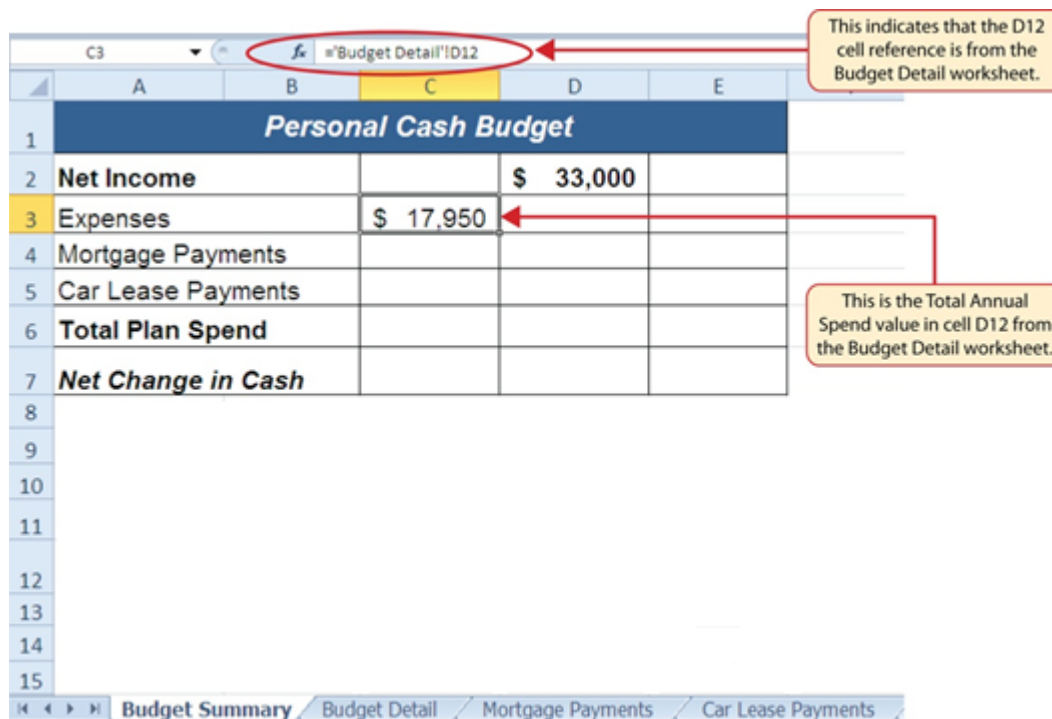 This indicates that the D12
cell reference is from the
Budget Detail worksheet.
C3 fx ='Budget Detail'!D12
A B C D E
1 Personal Cash Budget
2 Net Income $ 33,000
3 Expenses $ 17,950
4 Mortgage Payments
5 Car Lease Payments
This is the Total Annual
Spend value in cell D12 from
the Budget Detail worksheet.
6 Total Plan Spend
7 Net Change in Cash
8
9
10
11
12
13
14
15
Budget Summary Budget Detail Mortgage Payments Car Lease Payments